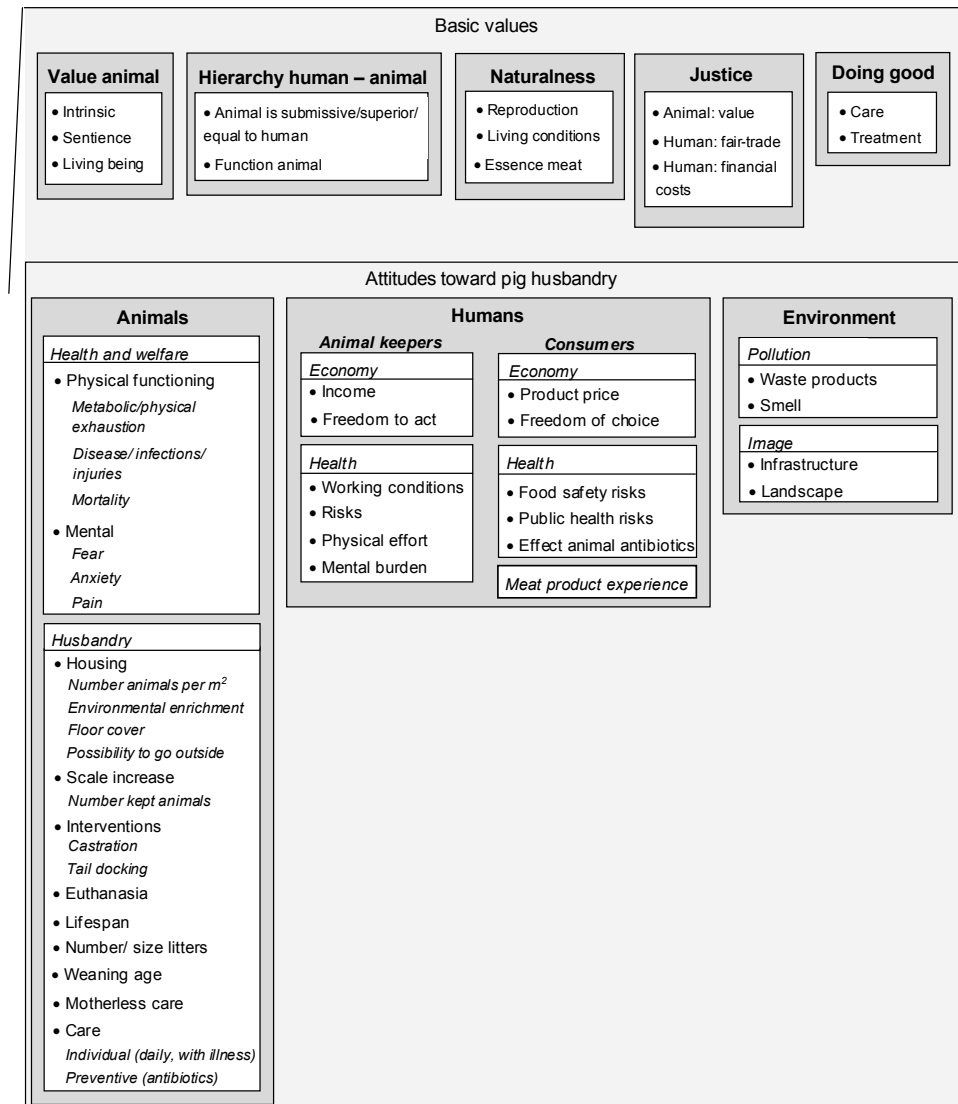 Basic values
Value animal
• Intrinsic
• Sentience
• Living being
Hierarchy human – animal
• Animal is submissive/superior/
equal to human
• Function animal
Naturalness
• Reproduction
• Living conditions
• Essence meat
Justice
• Animal: value
• Human: fair-trade
• Human: financial
costs
Doing good
• Care
• Treatment
Attitudes toward pig husbandry
Animals
Health and welfare
• Physical functioning
Metabolic/physical
exhaustion
Disease/ infections/
injuries
Mortality
• Mental
Fear
Anxiety
Pain
Husbandry
• Housing
Number animals per m²
Environmental enrichment
Floor cover
Possibility to go outside
• Scale increase
Number kept animals
• Interventions
Castration
Tail docking
• Euthanasia
• Lifespan
• Number/ size litters
• Weaning age
• Motherless care
• Care
Individual (daily, with illness)
Preventive (antibiotics)
Humans
Animal keepers
Economy
• Income
• Freedom to act
Health
• Working conditions
• Risks
• Physical effort
• Mental burden
Consumers
Economy
• Product price
• Freedom of choice
Health
• Food safety risks
• Public health risks
• Effect animal antibiotics
Meat product experience
Environment
Pollution
• Waste products
• Smell
Image
• Infrastructure
• Landscape